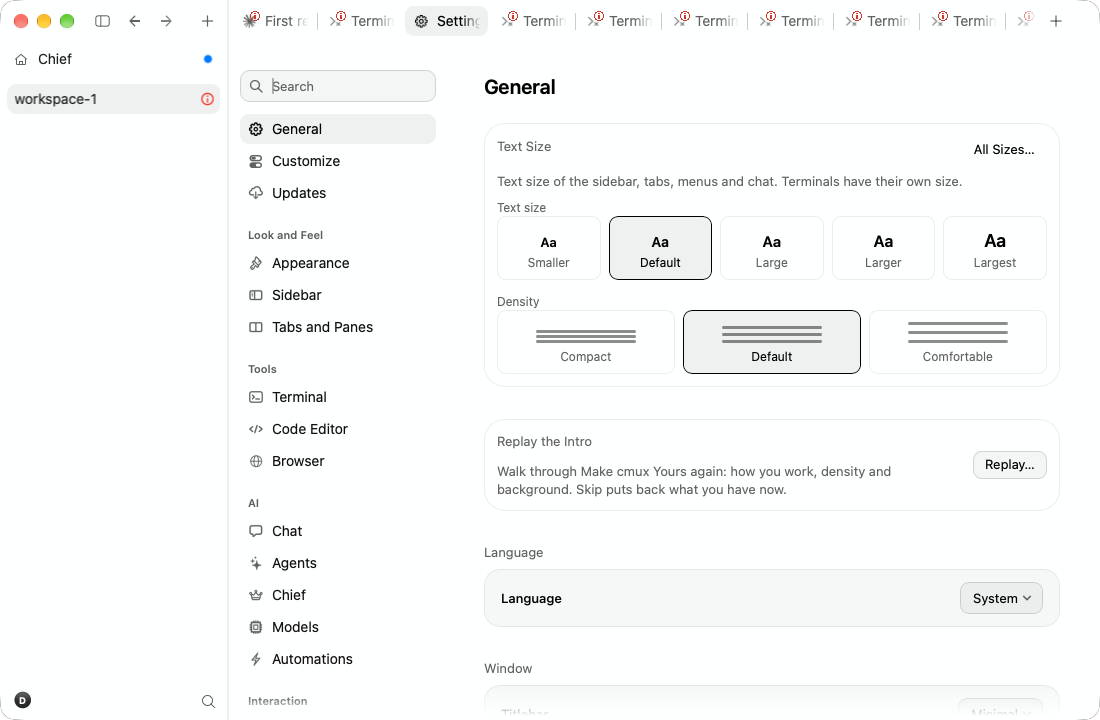 First re
Termin
Setting
Termin
Termin
Termin
Termin
Termin
Termin
Chief
workspace-1
D
Search
General
Customize
Updates
Look and Feel
Appearance
Sidebar
Tabs and Panes
Tools
Terminal
Code Editor
Browser
AI
Chat
Agents
Chief
Models
Automations
Interaction
General
Text Size
All Sizes...
Text size of the sidebar, tabs, menus and chat. Terminals have their own size.
Text size
Aa Aa Aa Aa Aa
Smaller Default Large Larger Largest
Density
Compact Default Comfortable
Replay the Intro
Walk through Make cmux Yours again: how you work, density and
background. Skip puts back what you have now.
Replay...
Language
Language
System
Window
Titlebar
Minimal